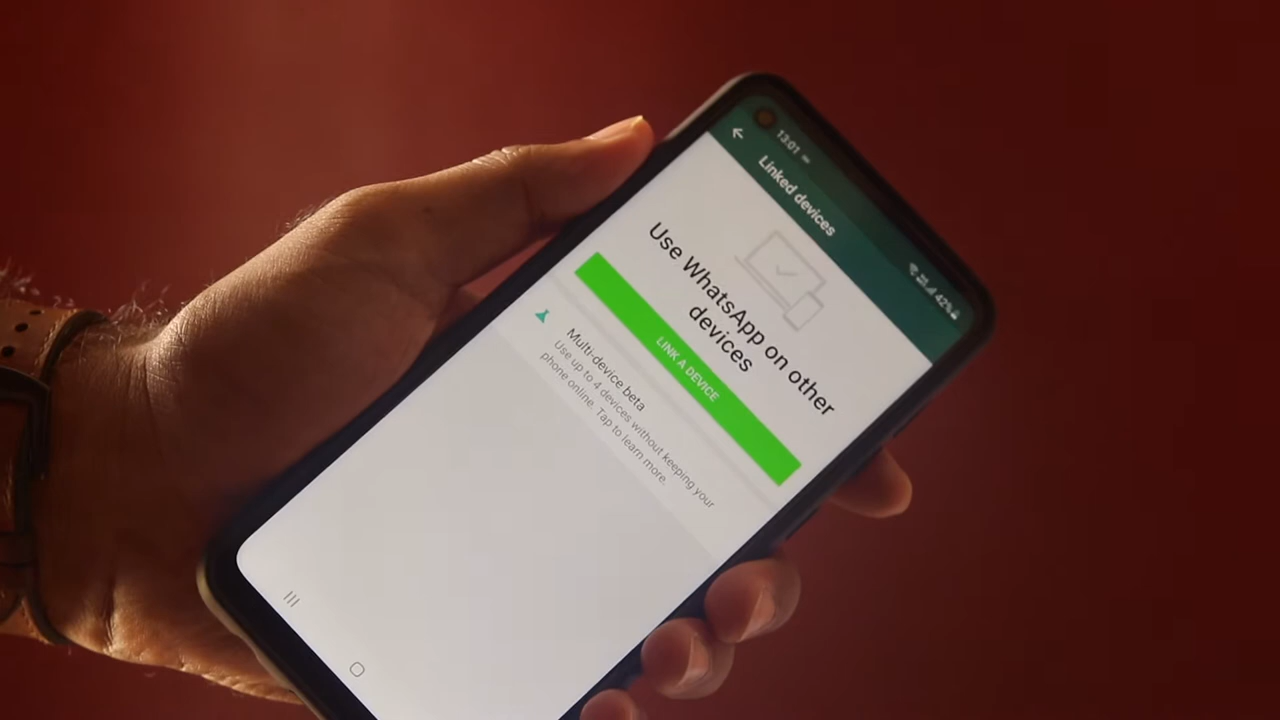 13:01
42%
Linked devices
Use WhatsApp on other
devices
LINK A DEVICE
Multi-device beta
Use up to 4 devices without keeping your
phone online. Tap to learn more.